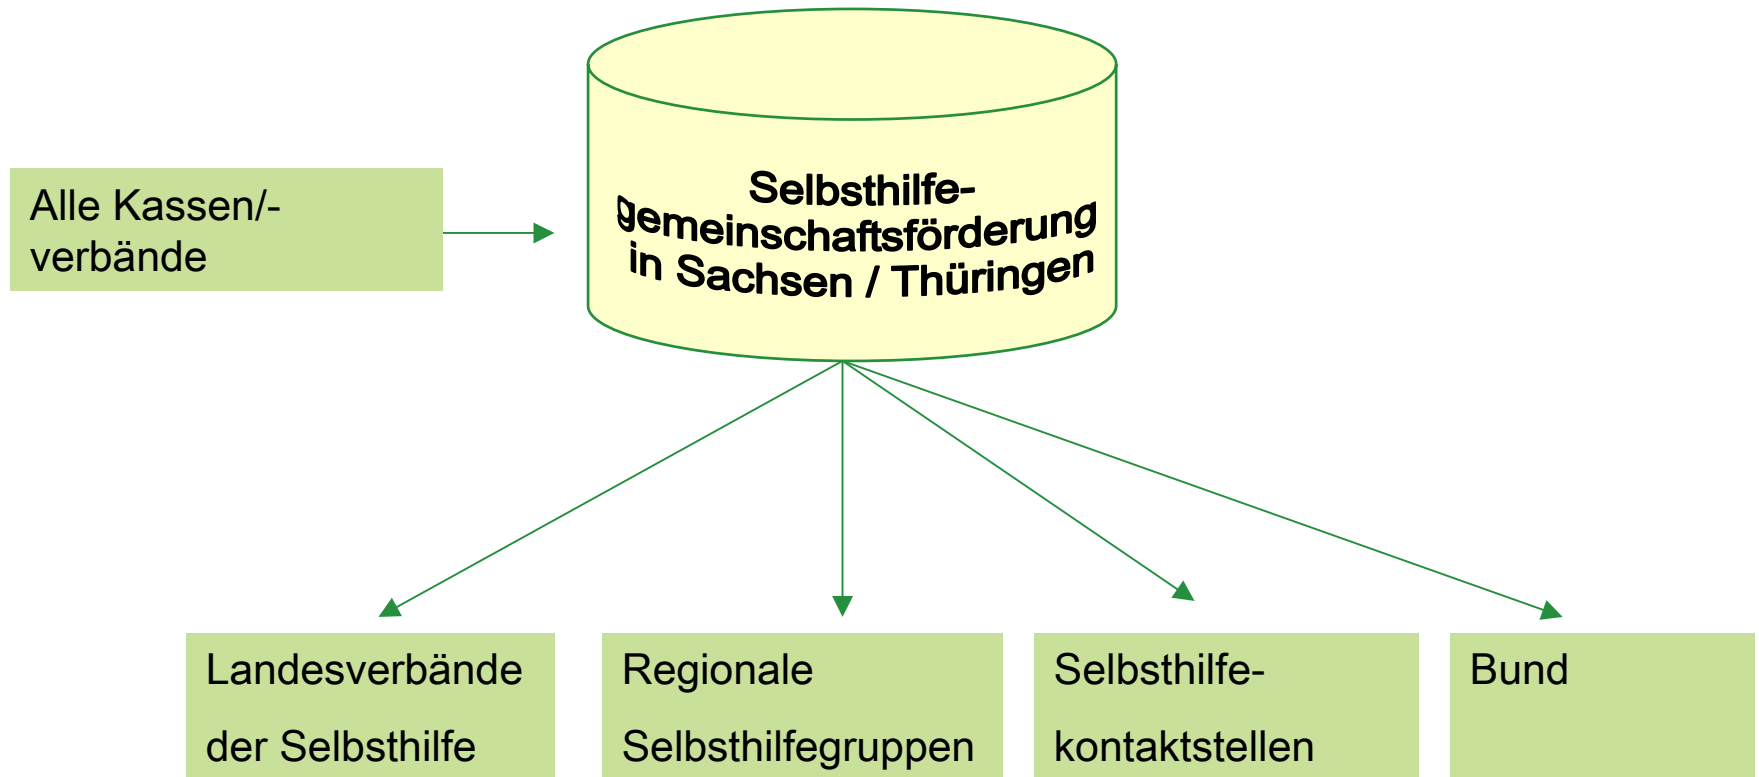 Selbsthilfe-
gemeinschaftsförderung
in Sachsen / Thüringen
Alle Kassen/-
verbände
Landesverbände
der Selbsthilfe
Regionale
Selbsthilfegruppen
Selbsthilfe-
kontaktstellen
Bund